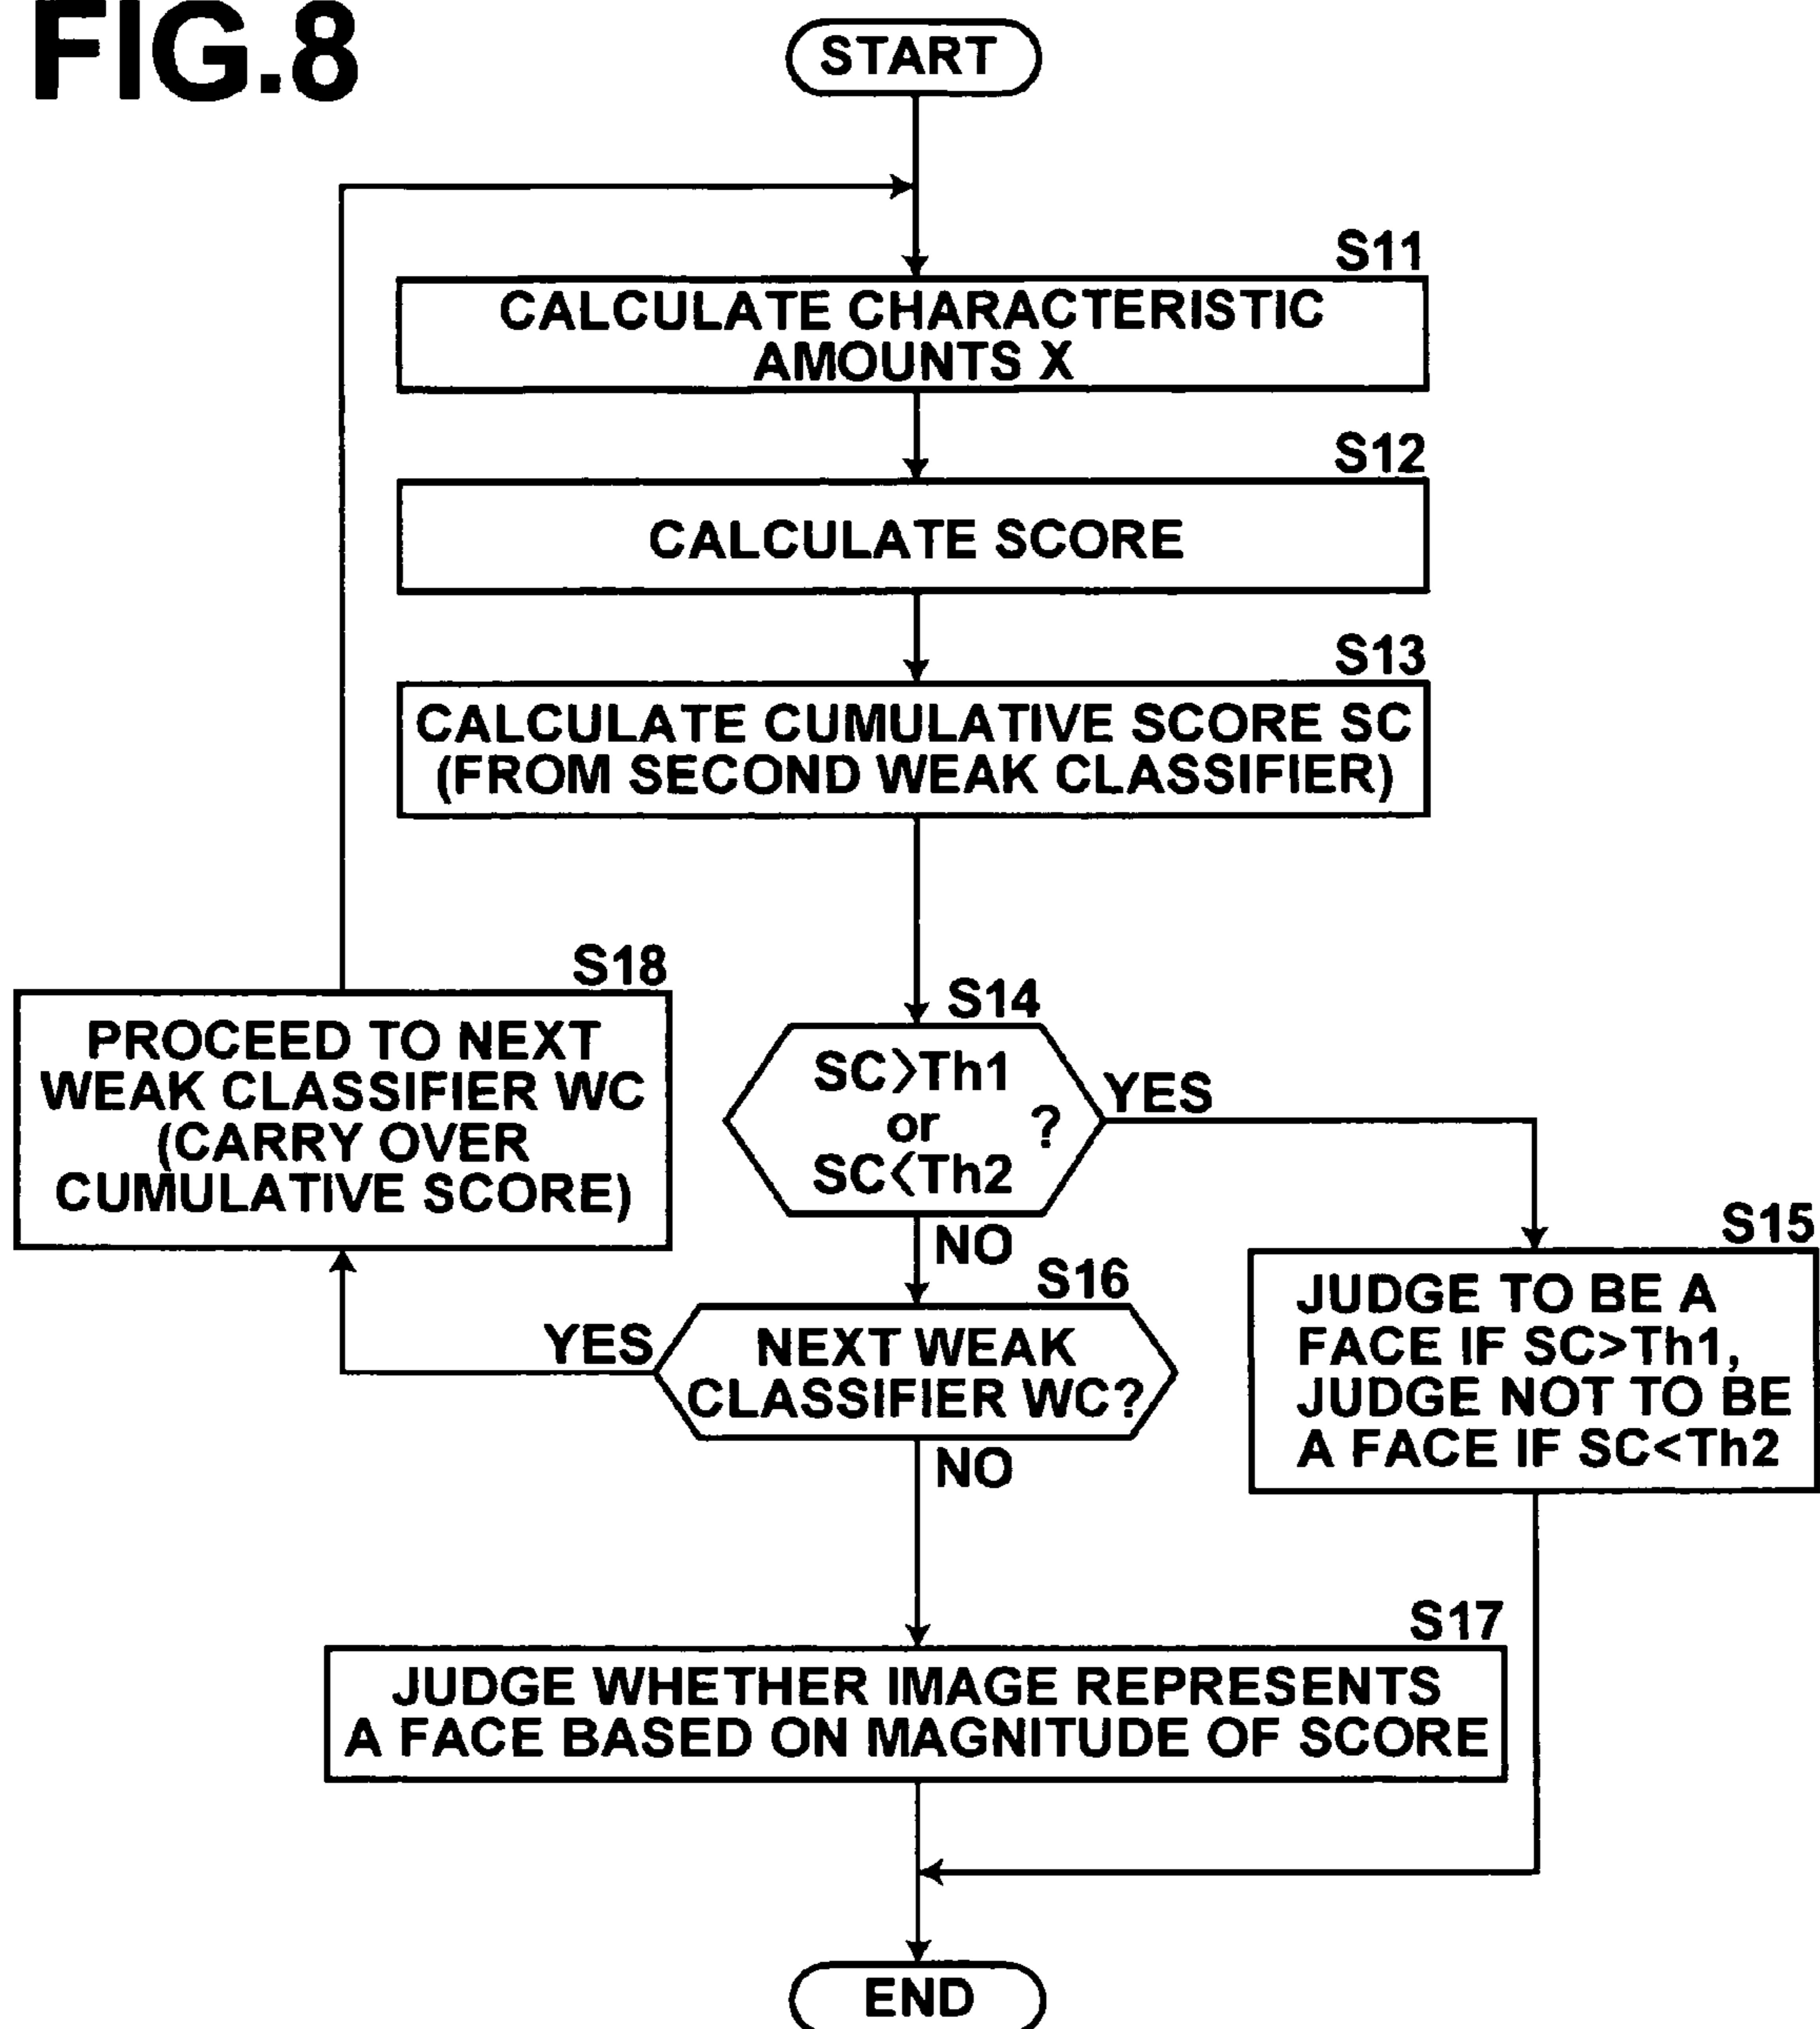 FIG.8
START
S11
CALCULATE CHARACTERISTIC
AMOUNTS X
S12
CALCULATE SCORE
S13
CALCULATE CUMULATIVE SCORE SC
(FROM SECOND WEAK CLASSIFIER)
S14
SC>Th1
or ?
SC<Th2
YES
NO
S15
JUDGE TO BE A
FACE IF SC>Th1,
JUDGE NOT TO BE
A FACE IF SC<Th2
S16
NEXT WEAK
CLASSIFIER WC?
YES
NO
S18
PROCEED TO NEXT
WEAK CLASSIFIER WC
(CARRY OVER
CUMULATIVE SCORE)
S17
JUDGE WHETHER IMAGE REPRESENTS
A FACE BASED ON MAGNITUDE OF SCORE
END